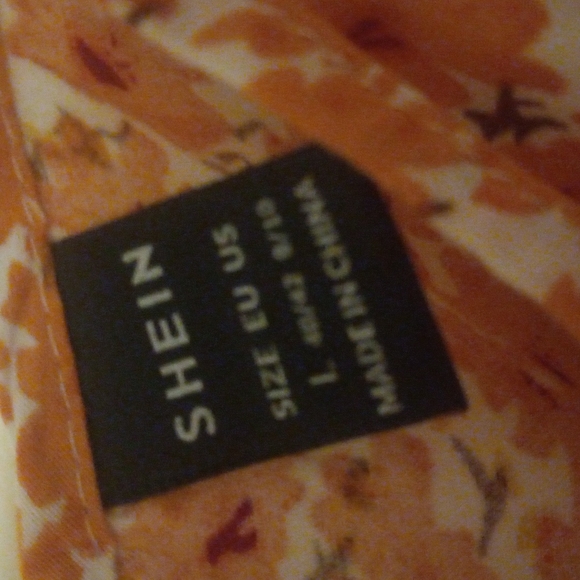 SHEIN
SIZE EU US
L 40/42 8/10
MADE IN CHINA